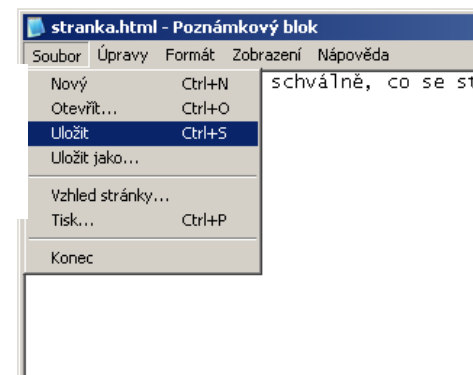 stranka.html - Poznámkový blok
Soubor Úpravy Formát Zobrazení Nápověda
schválně, co se
Nový Ctrl+N
Otevřít... Ctrl+O
Uložit Ctrl+S
Uložit jako...
Vzhled stránky...
Tisk... Ctrl+P
Konec